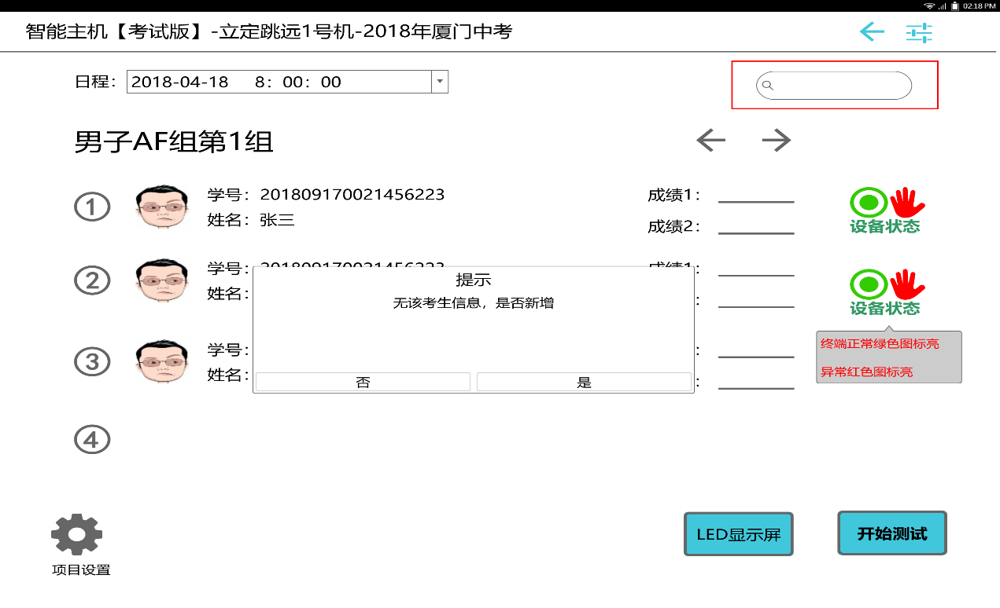 02:18 PM
智能主机【考试版】-立定跳远1号机-2018年厦门中考
日程： 2018-04-18 8：00：00
男子AF组第1组
1 学号：201809170021456223 成绩1：
姓名：张三 成绩2：
设备状态
2 学号：201809170021456223 成绩1：
姓名：
设备状态
提示
无该考生信息，是否新增
否 是
3 学号：
姓名：
终端正常绿色图标亮
异常红色图标亮
4
LED显示屏 开始测试
项目设置